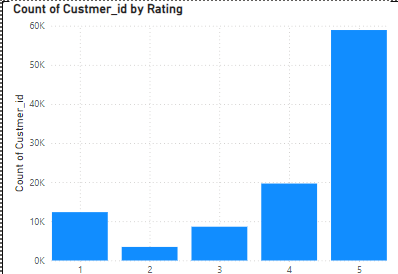 Count of Custmer_id by Rating
Count of Custmer_id
60K
50K
40K
30K
20K
10K
0K
1 2 3 4 5